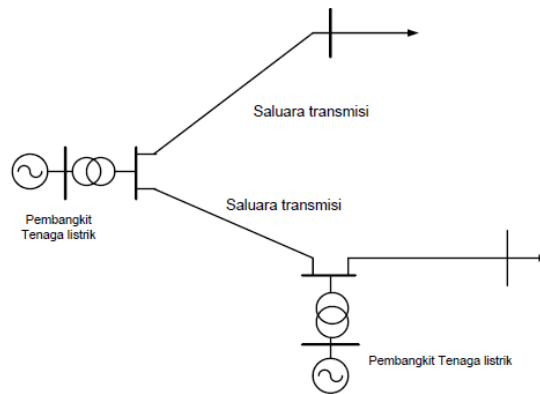 Saluara transmisi
Saluara transmisi
Pembangkit
Tenaga listrik
Pembangkit Tenaga listrik